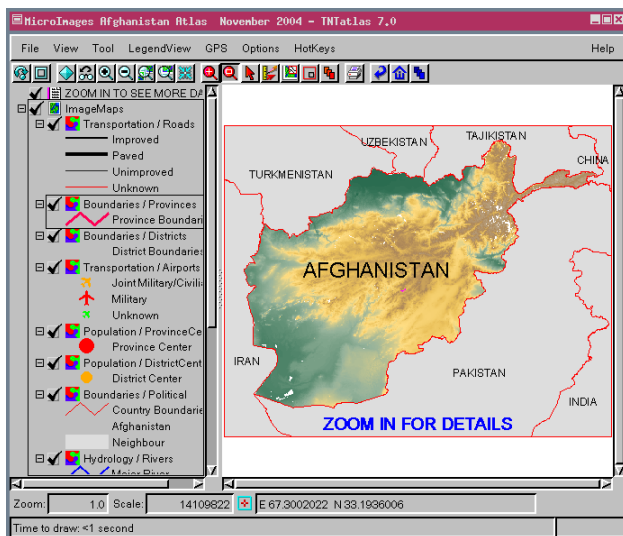 MicroImages Afghanistan Atlas November 2004 - TNTatlas 7.0
File View Tool LegendView GPS Options HotKeys Help
ZOOM IN TO SEE MORE DA
ImageMaps
Transportation / Roads
Improved
Paved
Unimproved
Unknown
Boundaries / Provinces
Province Boundari
Boundaries / Districts
District Boundaries
Transportation / Airports
Joint Military/Civili
Military
Unknown
Population / ProvinceCe
Province Center
Population / DistrictCent
District Center
Boundaries / Political
Country Boundarie
Afghanistan
Neighbour
Hydrology / Rivers
Major River
UZBEKISTAN
TAJIKISTAN
CHINA
TURKMENISTAN
AFGHANISTAN
IRAN
PAKISTAN
INDIA
ZOOM IN FOR DETAILS
Zoom: 1.0 Scale: 14109822 E 67.3002022 N 33.1936006
Time to draw: <1 second